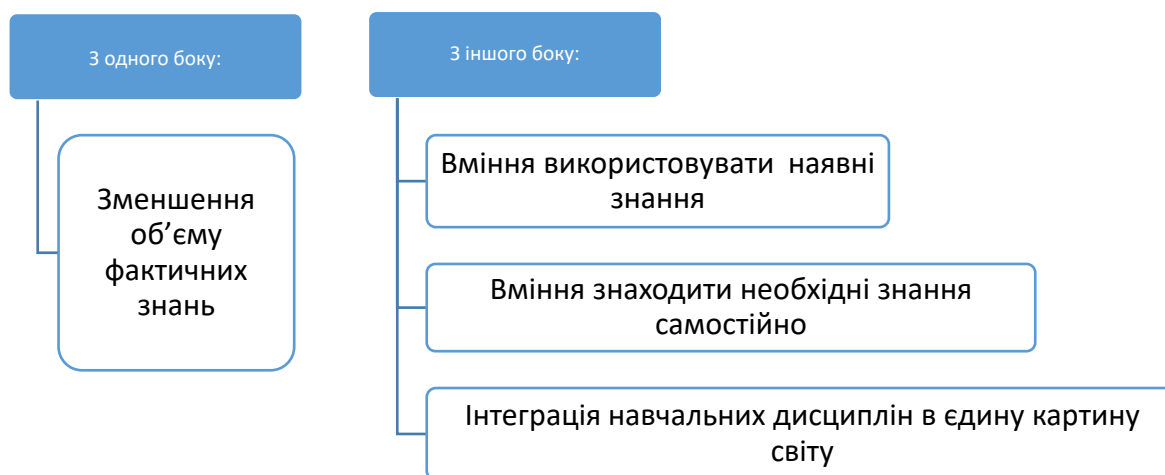 З одного боку:
Зменшення
об’єму
фактичних
знань
З іншого боку:
Вміння використовувати  наявні
знання
Вміння знаходити необхідні знання
самостійно
Інтеграція навчальних дисциплін в єдину картину
світу